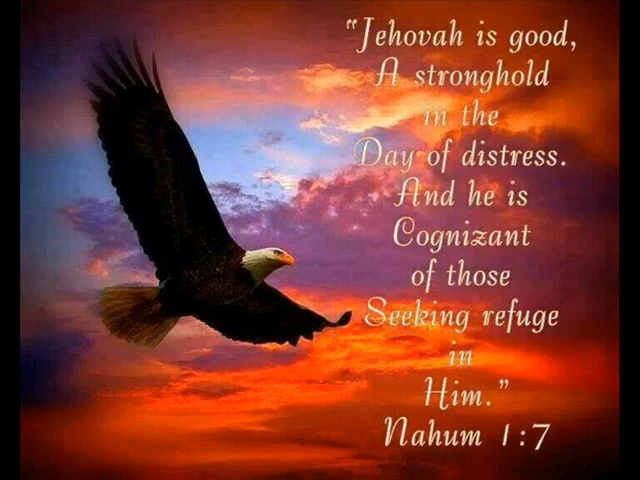 "Jehovah is good,
A stronghold
in the
Day of distress.
And he is
Cognizant
of those
Seeking refuge
in
Him."
Nahum 1:7